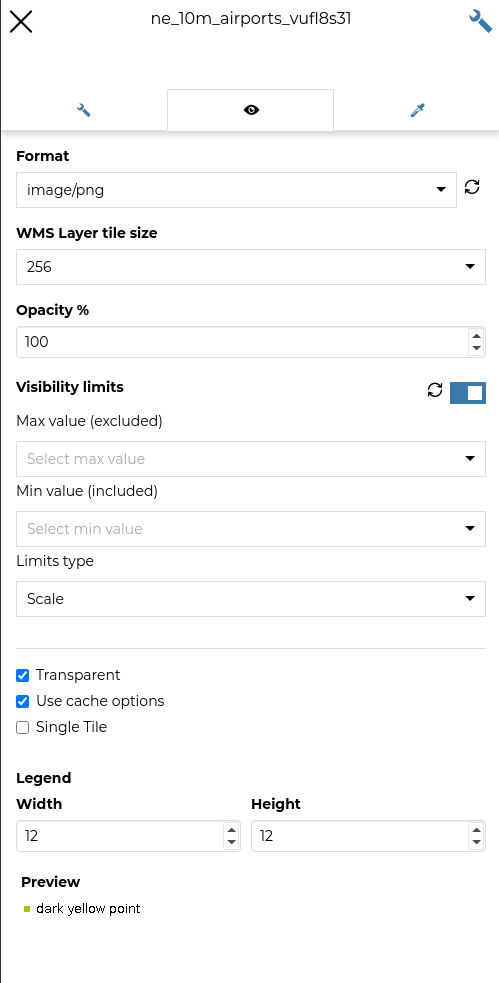 ne_10m_airports_vufl8s31
Format
image/png
WMS Layer tile size
256
Opacity %
100
Visibility limits
Max value (excluded)
Select max value
Min value (included)
Select min value
Limits type
Scale
Transparent
Use cache options
Single Tile
Legend
Width Height
12 12
Preview
dark yellow point